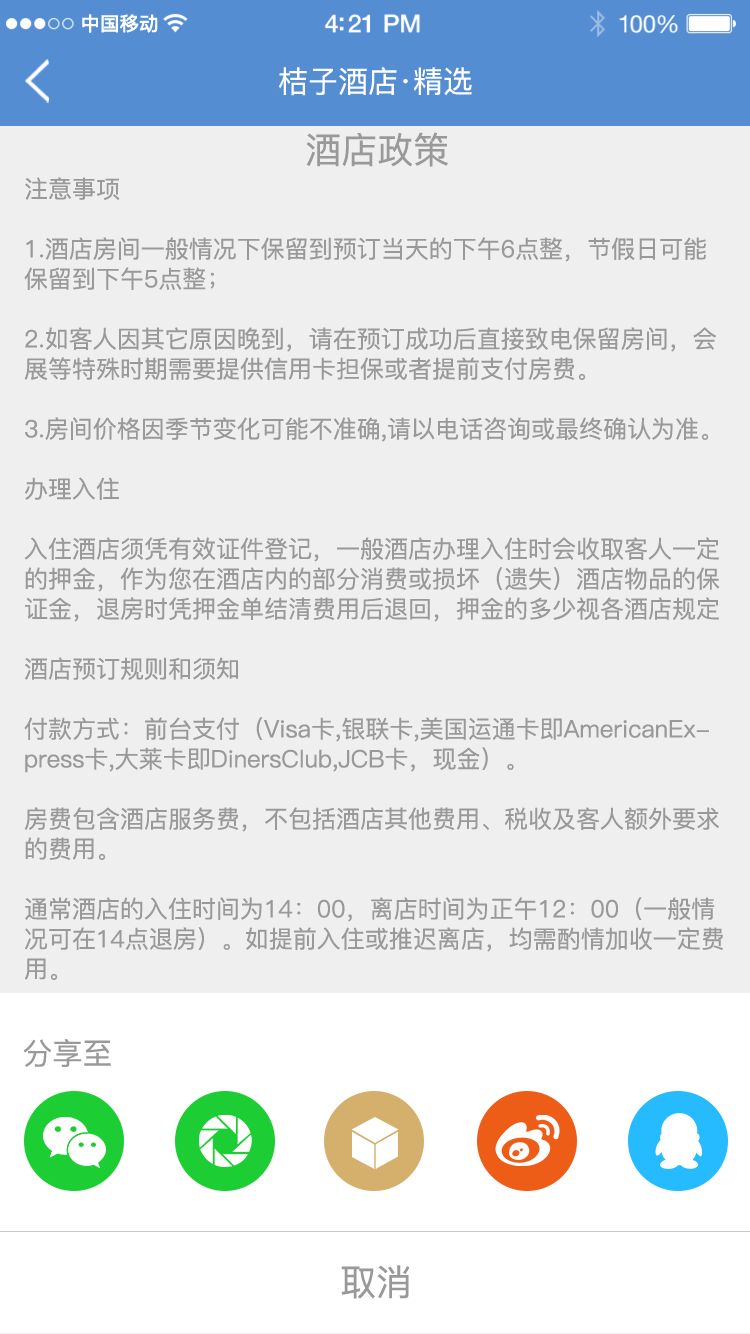 中国移动
4:21 PM
100%
桔子酒店·精选
酒店政策
注意事项
1.酒店房间一般情况下保留到预订当天的下午6点整，节假日可能
保留到下午5点整；
2.如客人因其它原因晚到，请在预订成功后直接致电保留房间，会
展等特殊时期需要提供信用卡担保或者提前支付房费。
3.房间价格因季节变化可能不准确,请以电话咨询或最终确认为准。
办理入住
入住酒店须凭有效证件登记，一般酒店办理入住时会收取客人一定
的押金，作为您在酒店内的部分消费或损坏（遗失）酒店物品的保
证金，退房时凭押金单结清费用后退回，押金的多少视各酒店规定
酒店预订规则和须知
付款方式：前台支付（Visa卡,银联卡,美国运通卡即AmericanEx-
press卡,大莱卡即DinersClub,JCB卡，现金）。
房费包含酒店服务费，不包括酒店其他费用、税收及客人额外要求
的费用。
通常酒店的入住时间为14：00，离店时间为正午12：00（一般情
况可在14点退房）。如提前入住或推迟离店，均需酌情加收一定费
用。
分享至
取消